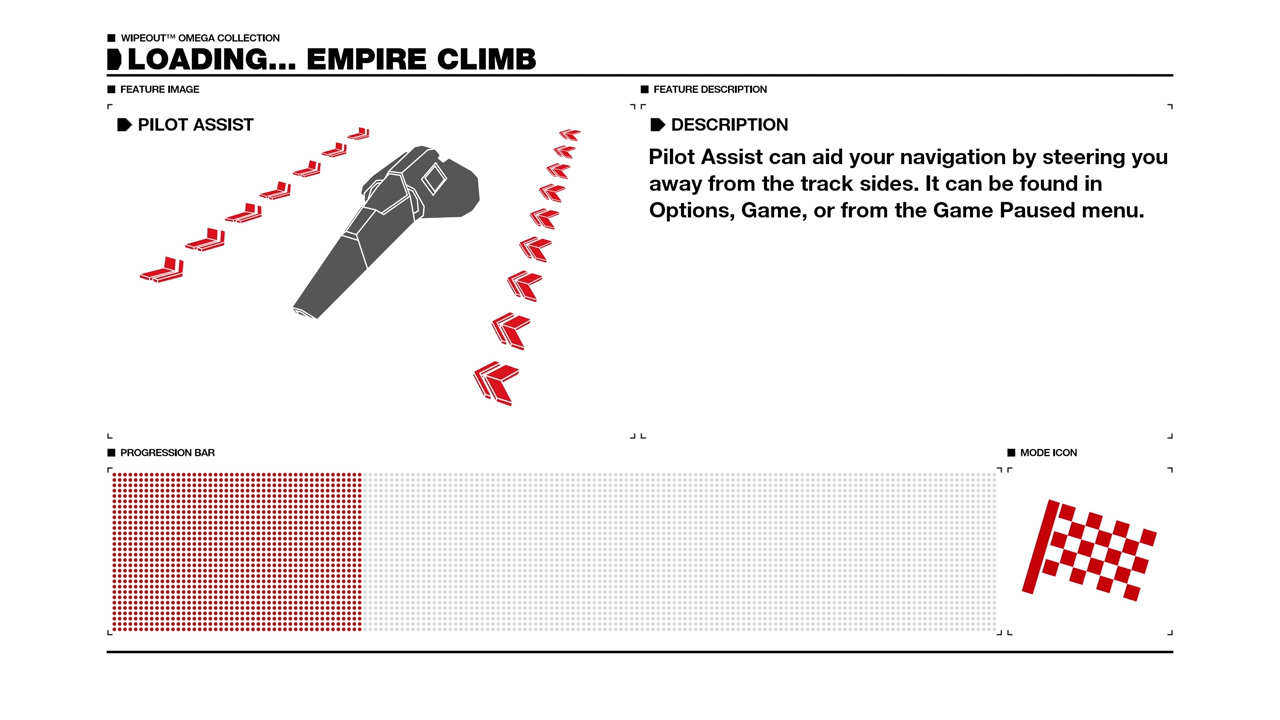 WIPEOUT™ OMEGA COLLECTION
LOADING... EMPIRE CLIMB
FEATURE IMAGE
PILOT ASSIST
FEATURE DESCRIPTION
DESCRIPTION
Pilot Assist can aid your navigation by steering you
away from the track sides. It can be found in
Options, Game, or from the Game Paused menu.
PROGRESSION BAR
MODE ICON